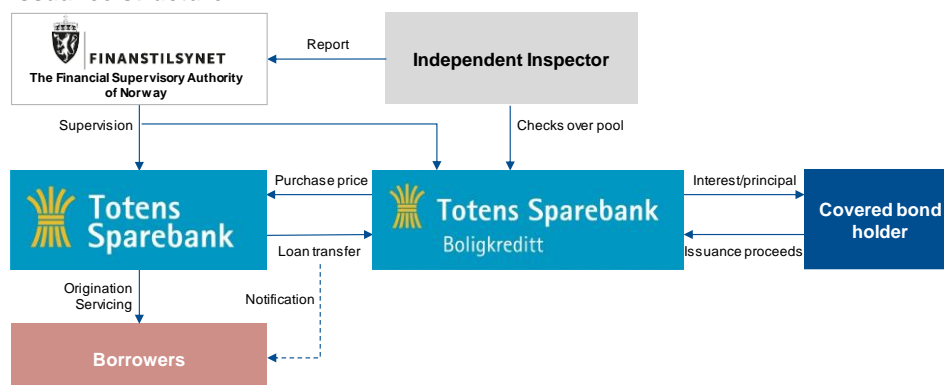 FINANSTILSYNET
The Financial Supervisory Authority
of Norway
Report
Independent Inspector
Supervision
Checks over pool
Totens
Sparebank
Purchase price
Totens Sparebank
Boligkreditt
Interest/principal
Covered bond
holder
Loan transfer
Issuance proceeds
Origination
Servicing
Notification
Borrowers